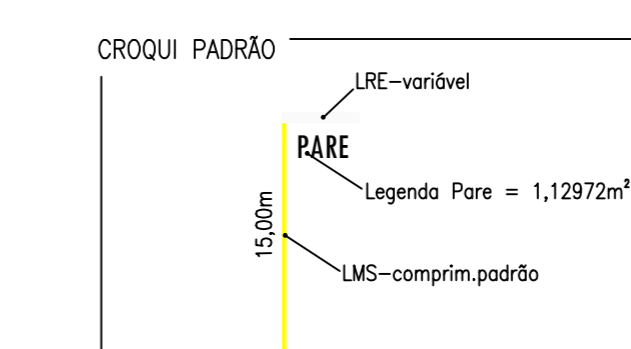 CROQUI PADRÃO
LRE-variável
PARE
Legenda Pare = 1,12972m²
15,00m
LMS-comprim.padrão